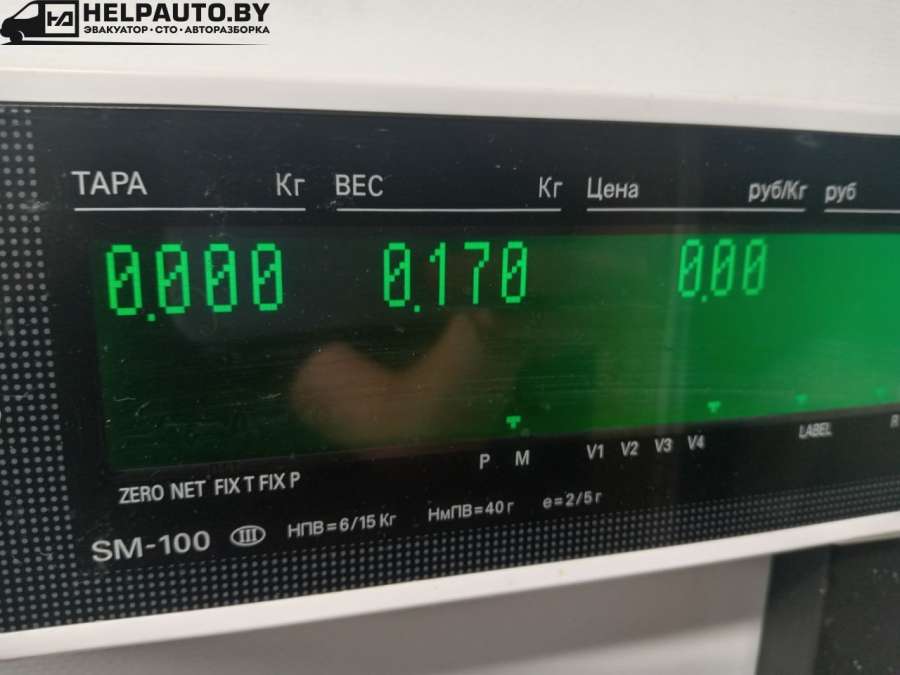 HELPAUTO.BY
ЭВАКУАТОР · СТО · АВТОРАЗБОРКА
ТАРА Кг ВЕС Кг Цена руб/Кг руб
0.000 0.170 0.00
P M V1 V2 V3 V4 LABEL R
ZERO NET FIX T FIX P
SM-100 III НПВ=6/15 Кг НмПВ=40 г e=2/5 г